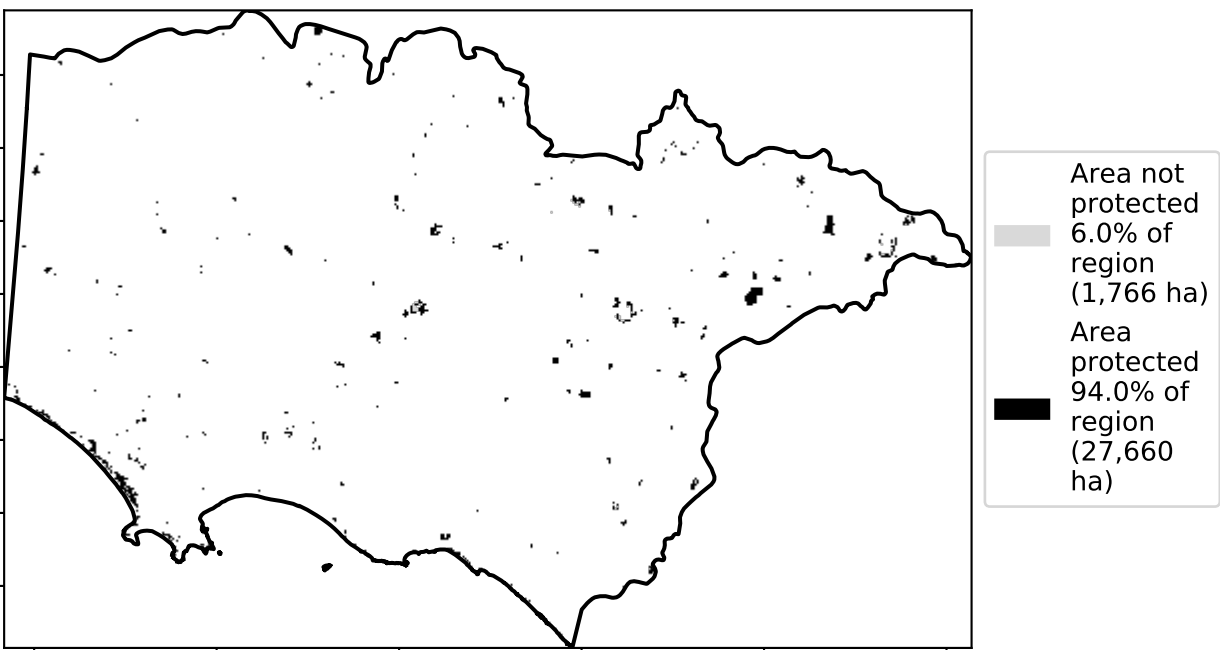 Area not
protected
6.0% of
region
(1,766 ha)
Area
protected
94.0% of
region
(27,660
ha)